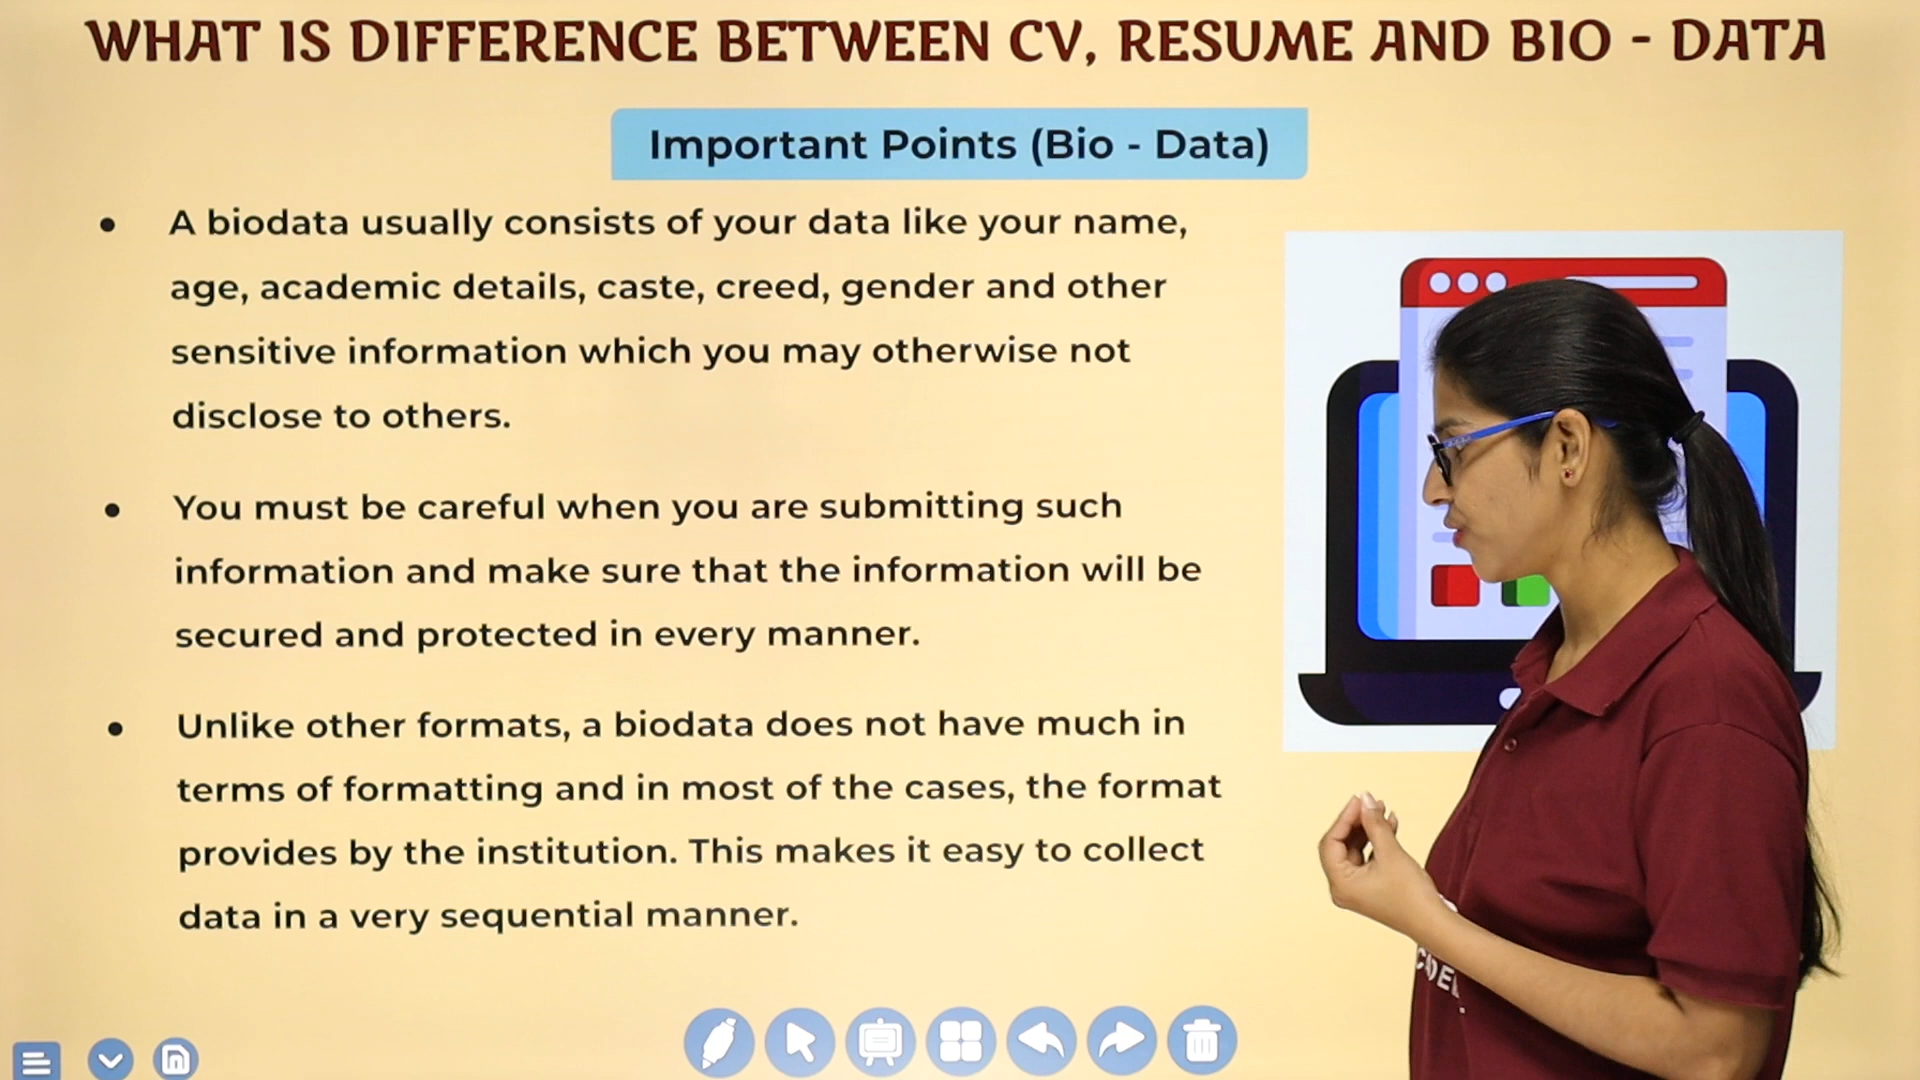 WHAT IS DIFFERENCE BETWEEN CV, RESUME AND BIO - DATA
Important Points (Bio - Data)
• A biodata usually consists of your data like your name,
age, academic details, caste, creed, gender and other
sensitive information which you may otherwise not
disclose to others.
• You must be careful when you are submitting such
information and make sure that the information will be
secured and protected in every manner.
• Unlike other formats, a biodata does not have much in
terms of formatting and in most of the cases, the format
provides by the institution. This makes it easy to collect
data in a very sequential manner.